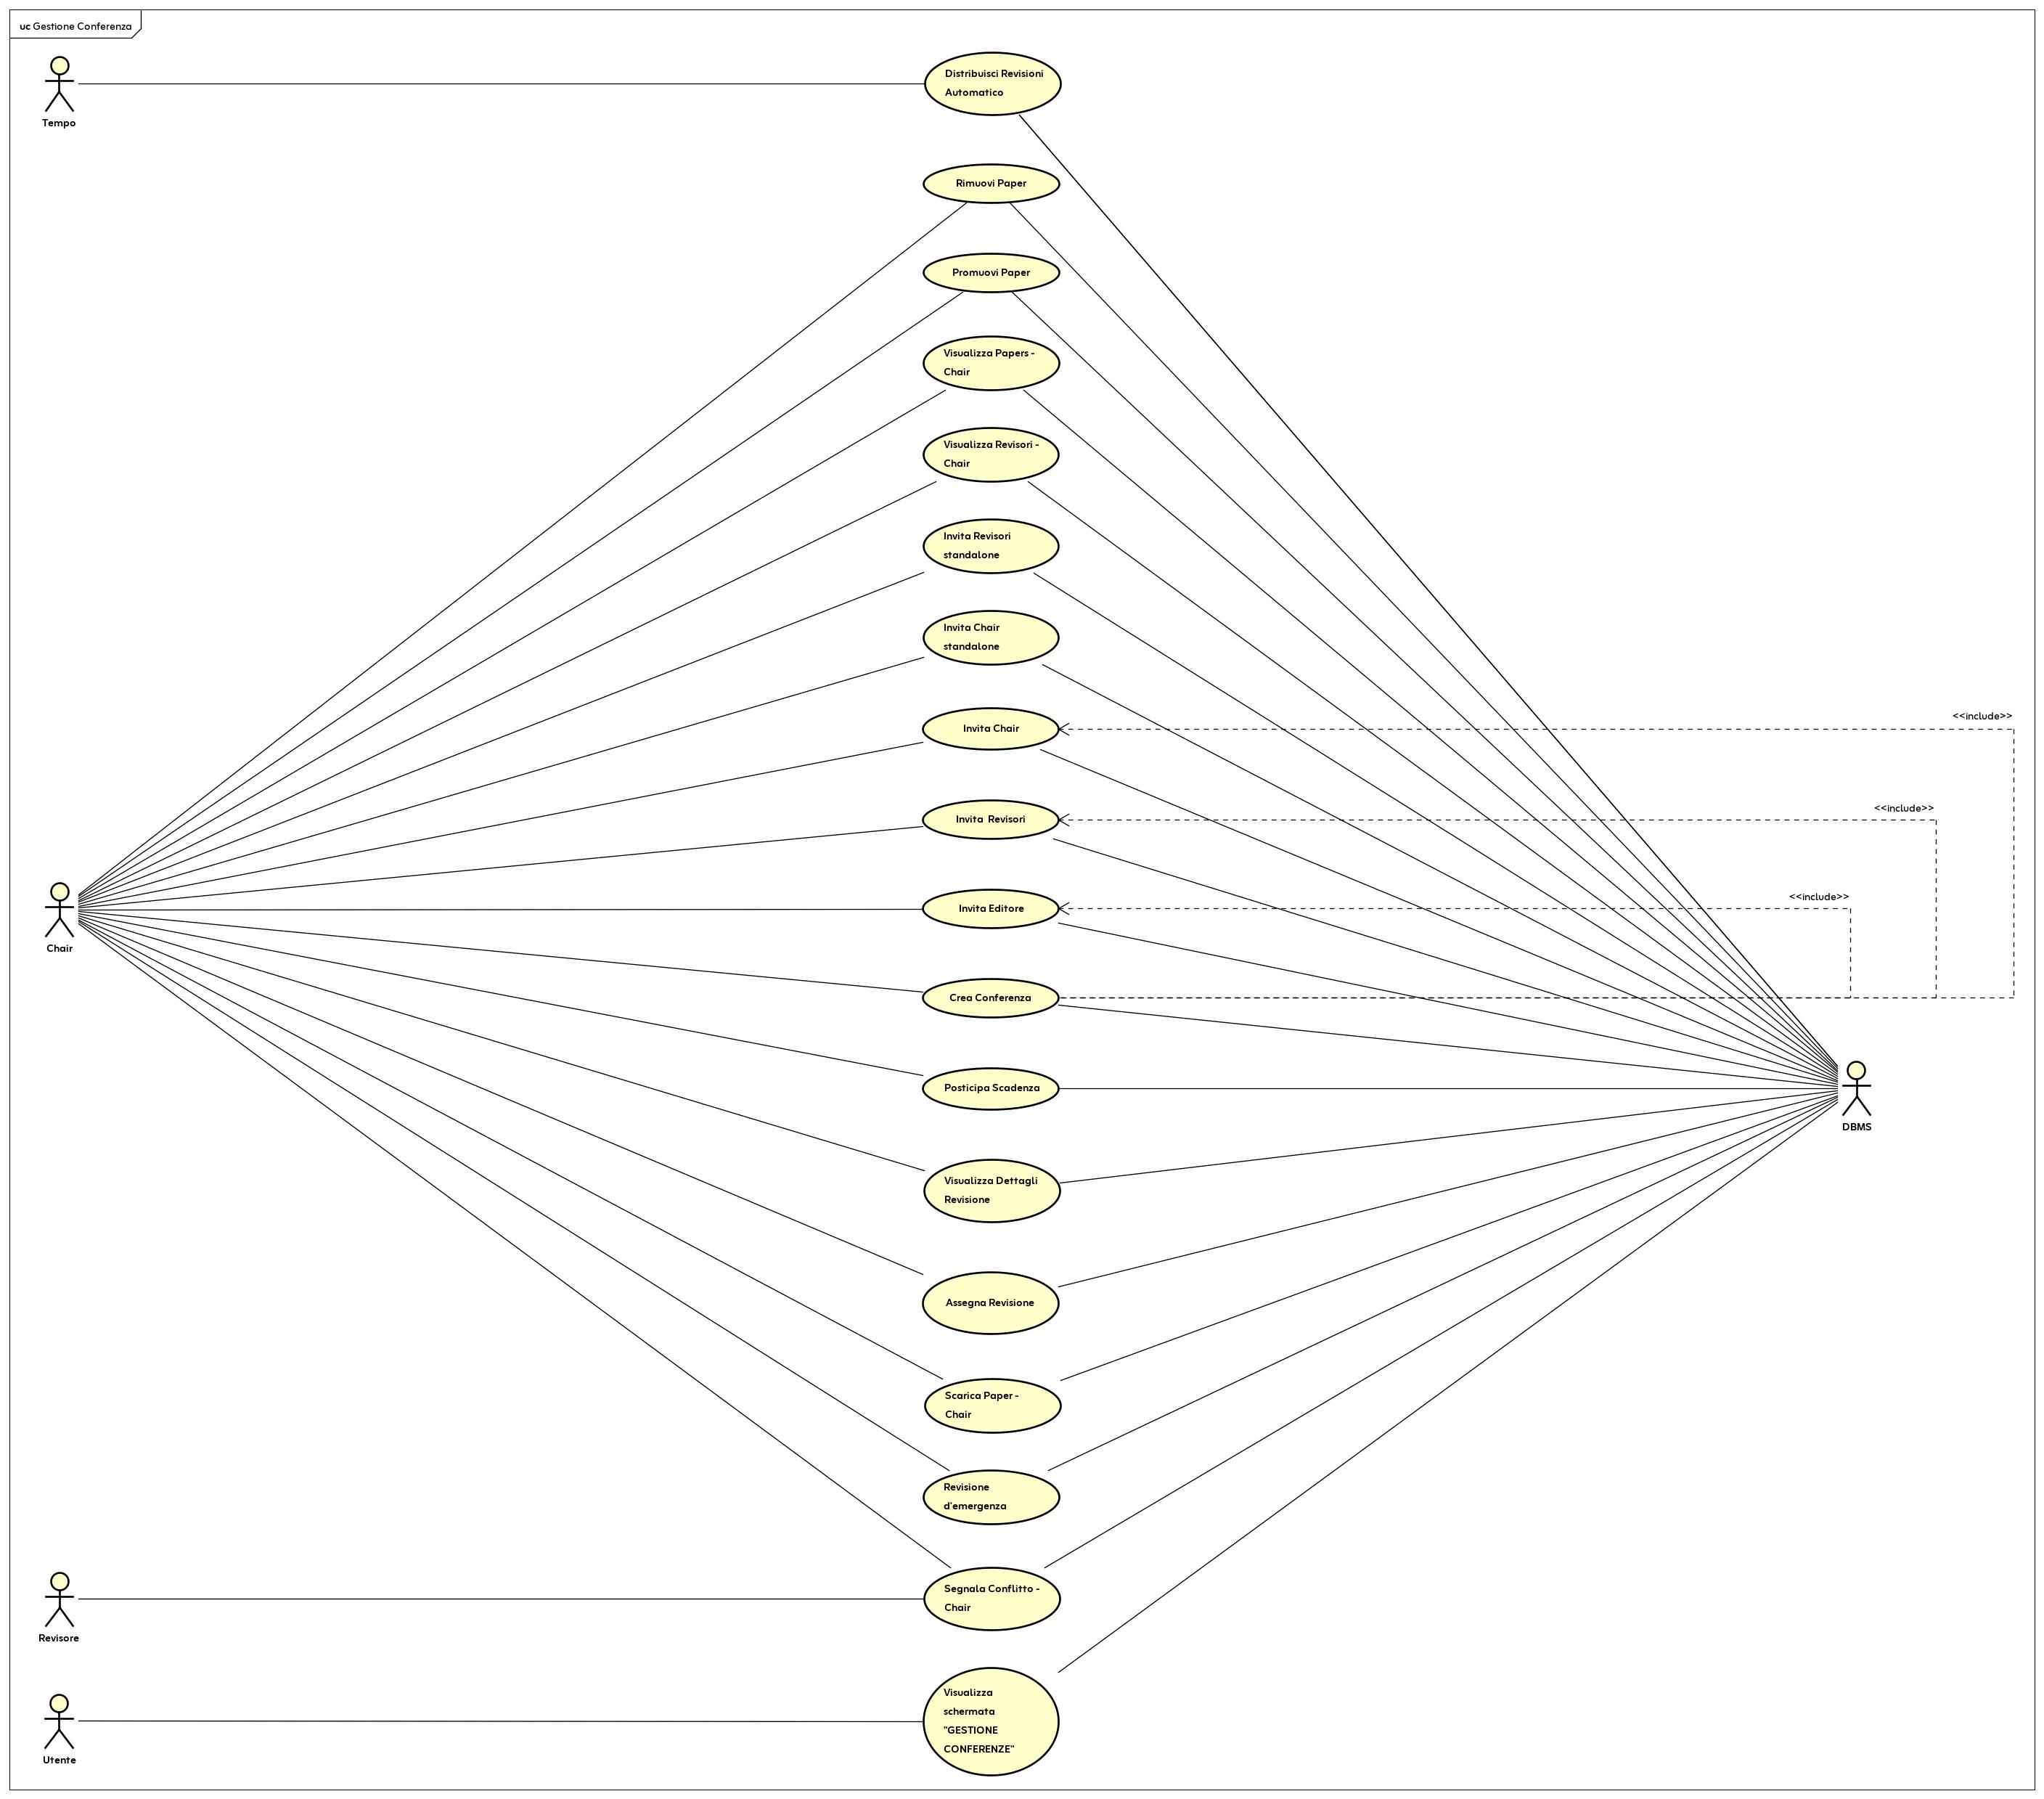 uc Gestione Conferenza
Tempo
Distribuisci Revisioni
Automatico
Rimuovi Paper
Promuovi Paper
Visualizza Papers -
Chair
Visualizza Revisori -
Chair
Invita Revisori
standalone
Invita Chair
standalone
<<include>>
Invita Chair
<<include>>
Invita Revisori
<<include>>
Invita Editore
Chair
Crea Conferenza
Posticipa Scadenza
DBMS
Visualizza Dettagli
Revisione
Assegna Revisione
Scarica Paper -
Chair
Revisione
d'emergenza
Segnala Conflitto -
Chair
Revisore
Visualizza
schermata
"GESTIONE
CONFERENZE"
Utente